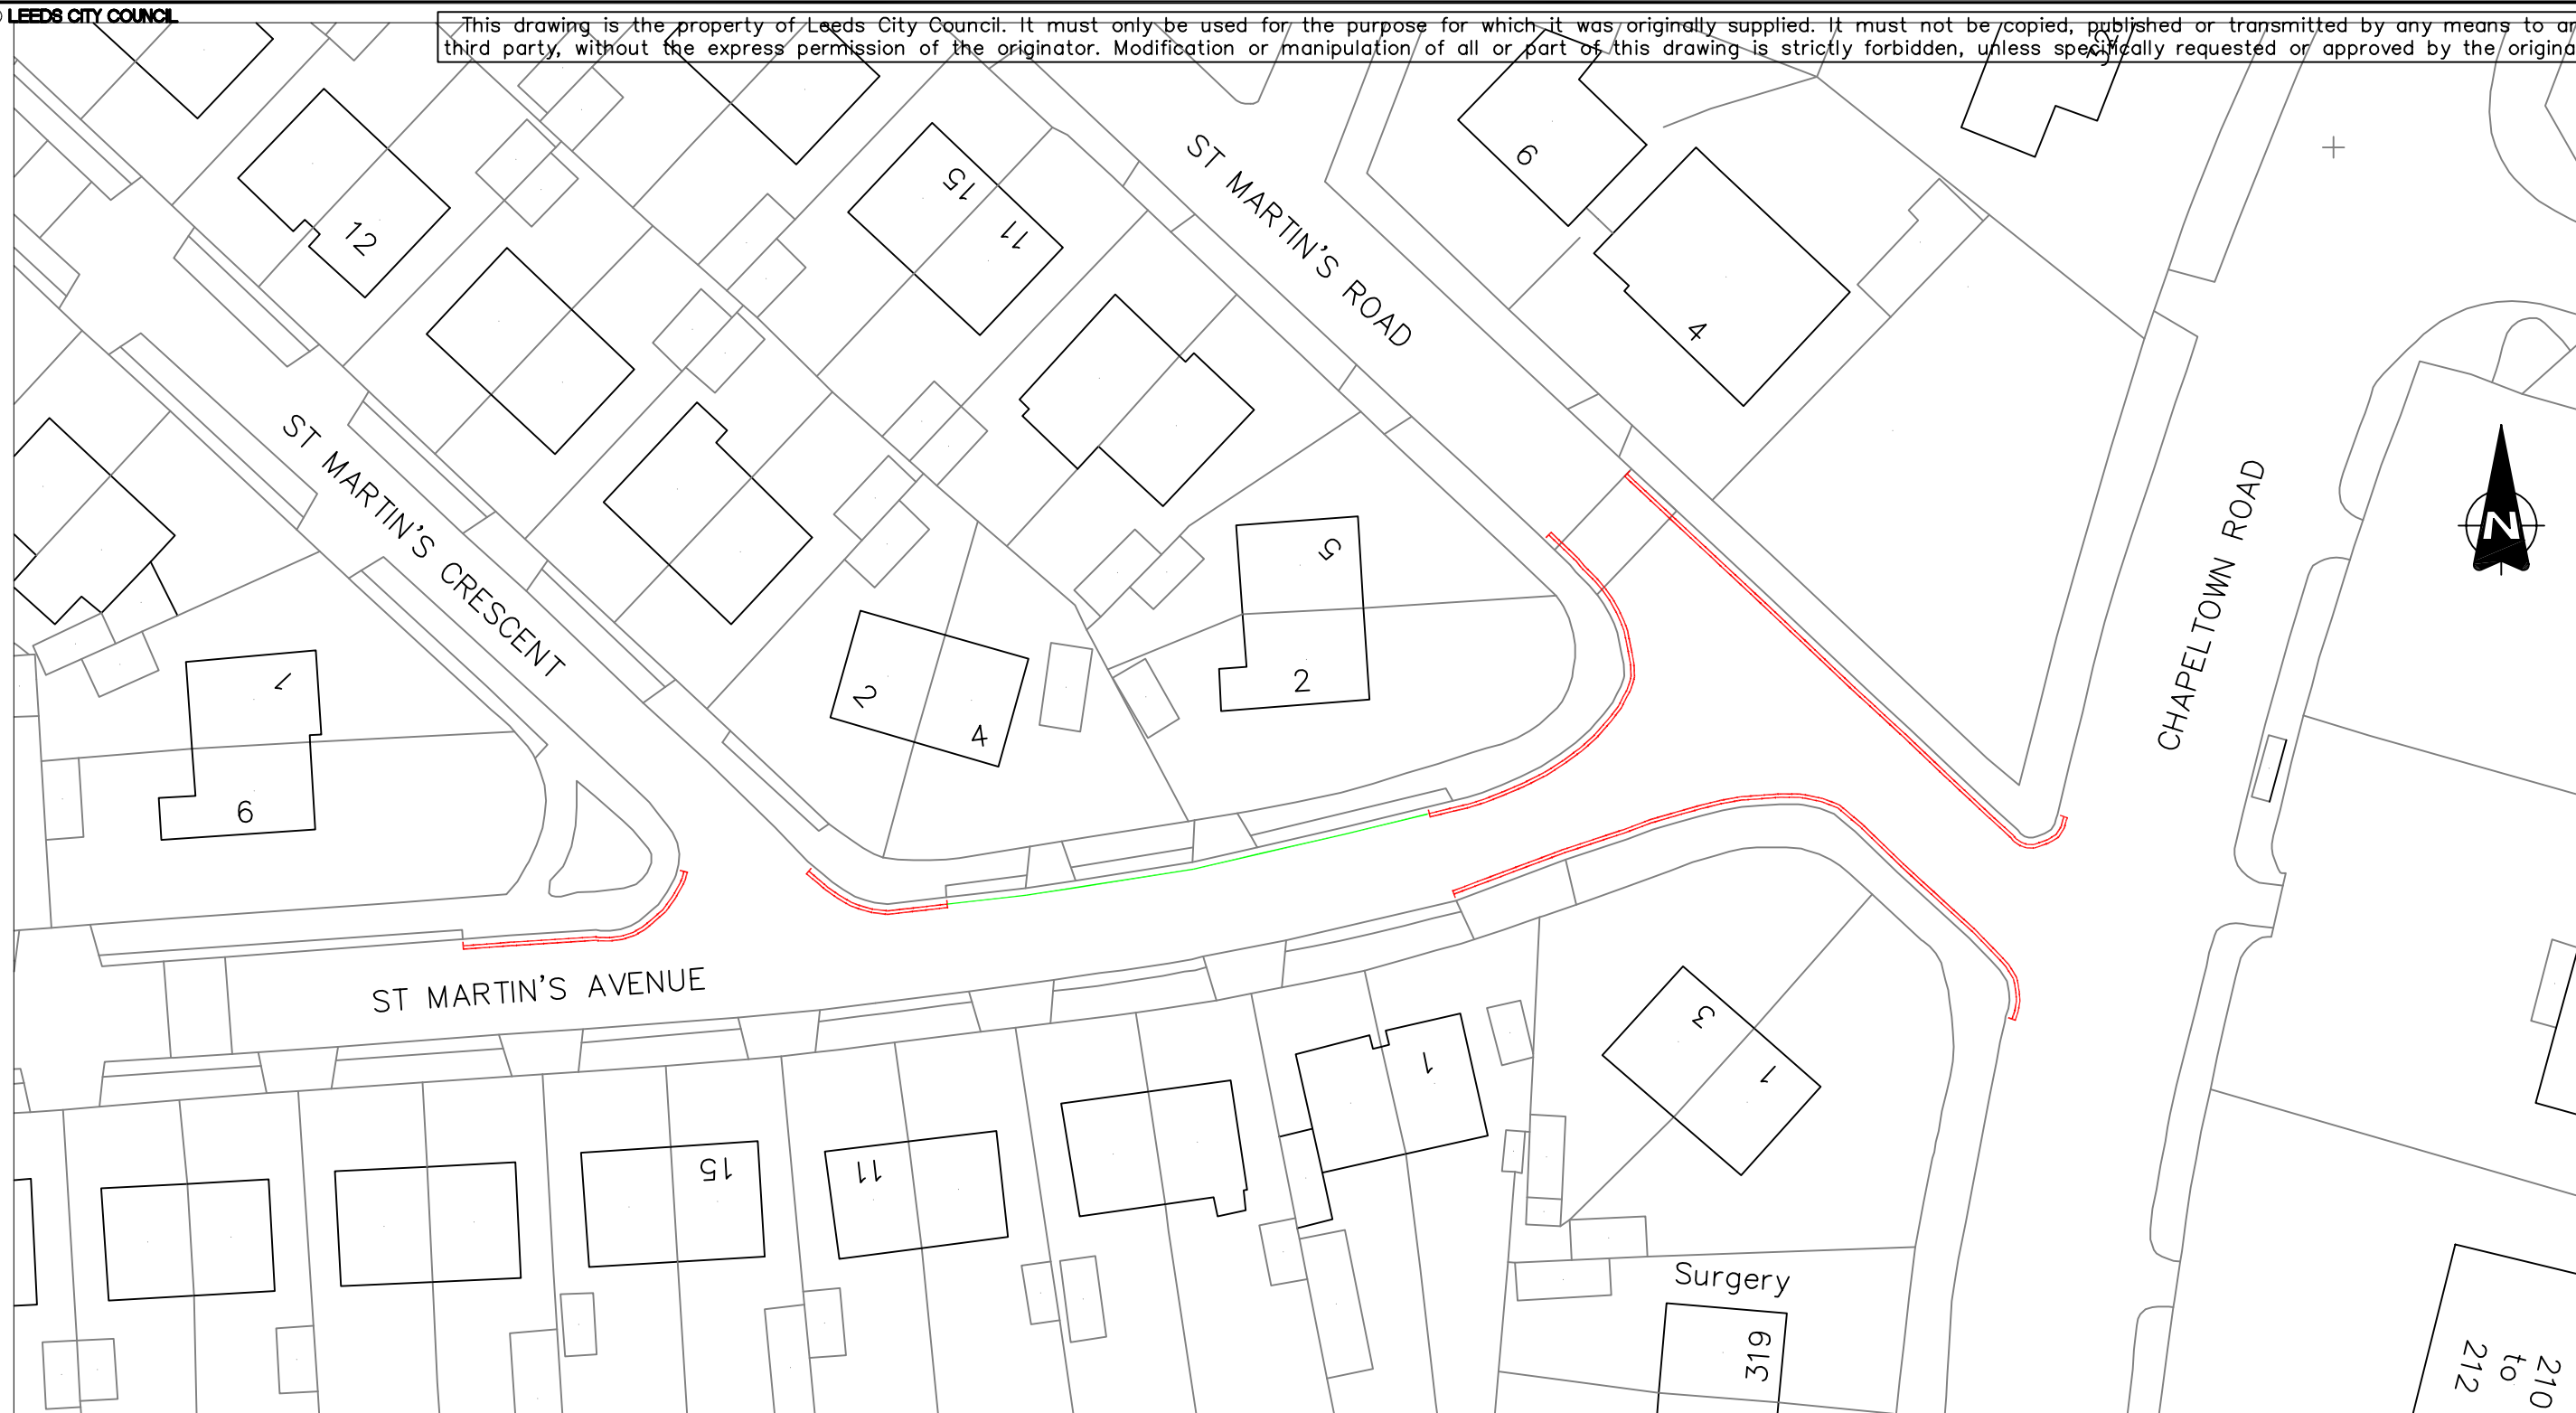 LEEDS CITY COUNCIL
This drawing is the property of Leeds City Council. It must only be used for the purpose for which it was originally supplied. It must not be copied, published or transmitted by any means to
third party, without the express permission of the originator. Modification or manipulation of all or part of this drawing is strictly forbidden, unless specifically requested or approved by the
ST MARTIN'S ROAD
6
15
11
12
4
ST MARTIN'S CRESCENT
CHAPELTOWN ROAD
N
5
1
2
2
4
6
ST MARTIN'S AVENUE
3
1
1
15
11
Surgery
319
210
to
212